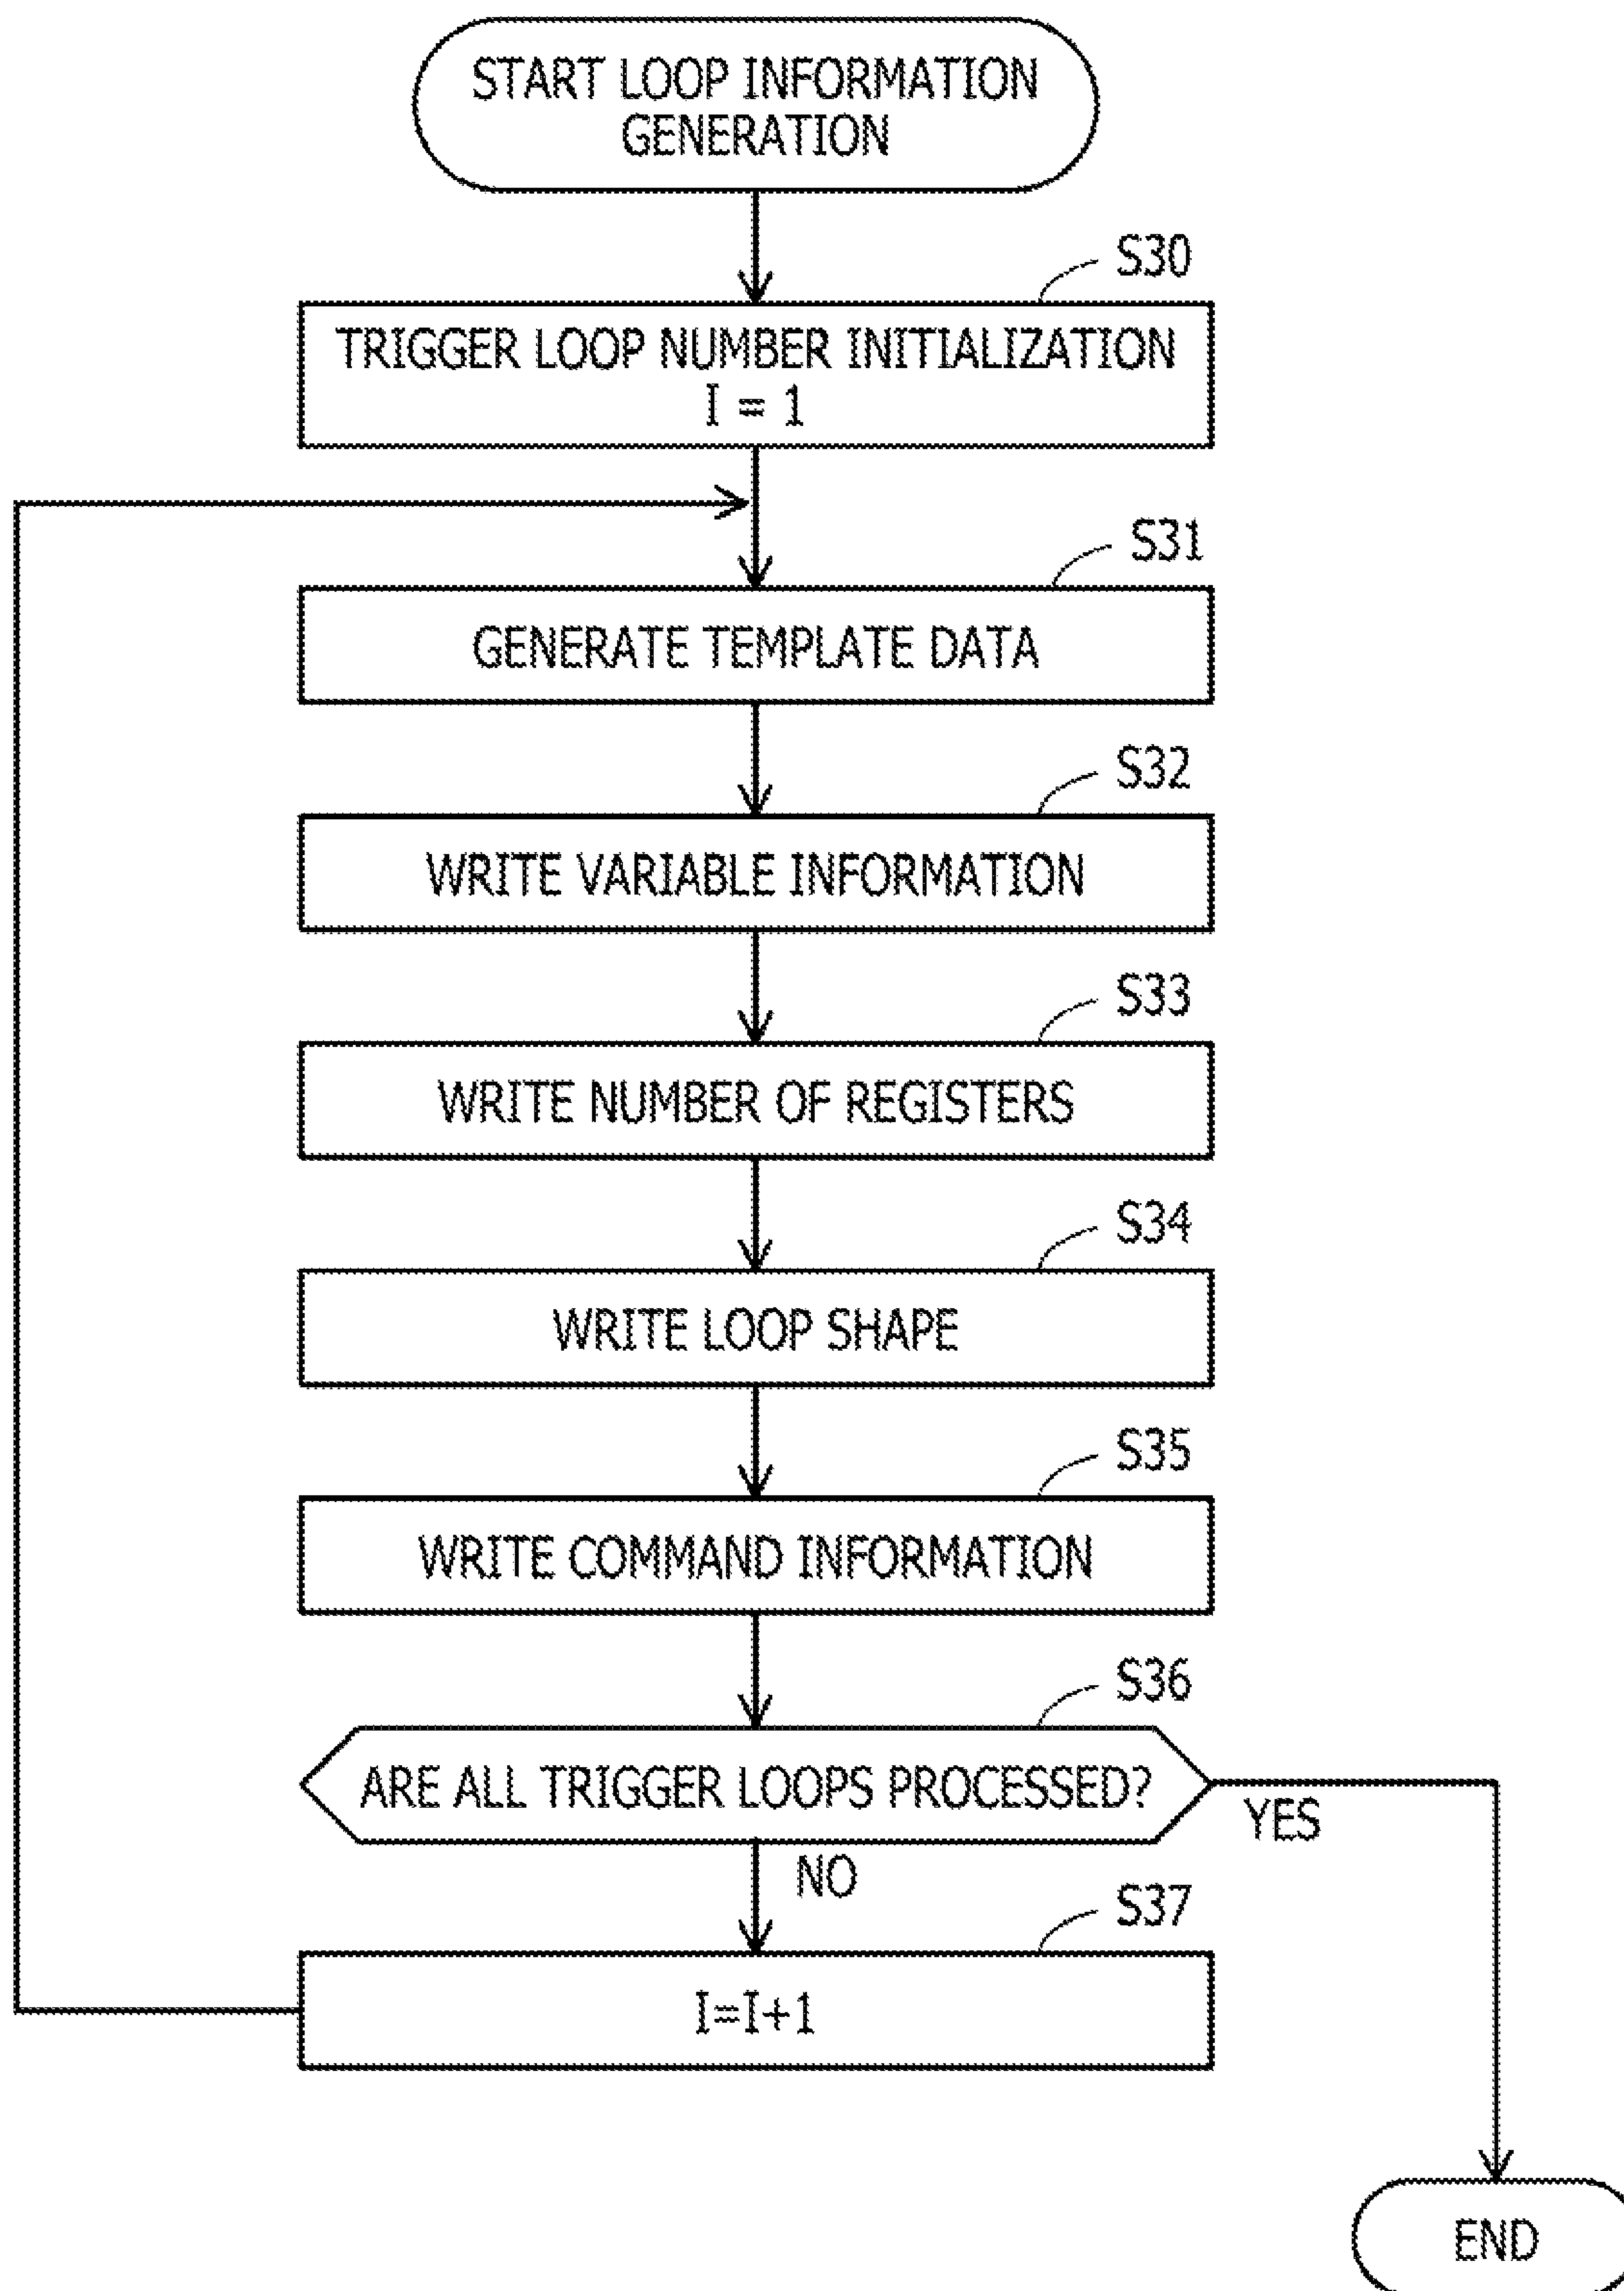 START LOOP INFORMATION
GENERATION
S30
TRIGGER LOOP NUMBER INITIALIZATION
I = 1
S31
GENERATE TEMPLATE DATA
S32
WRITE VARIABLE INFORMATION
S33
WRITE NUMBER OF REGISTERS
S34
WRITE LOOP SHAPE
S35
WRITE COMMAND INFORMATION
S36
ARE ALL TRIGGER LOOPS PROCESSED?
YES
NO
S37
I=I+1
END